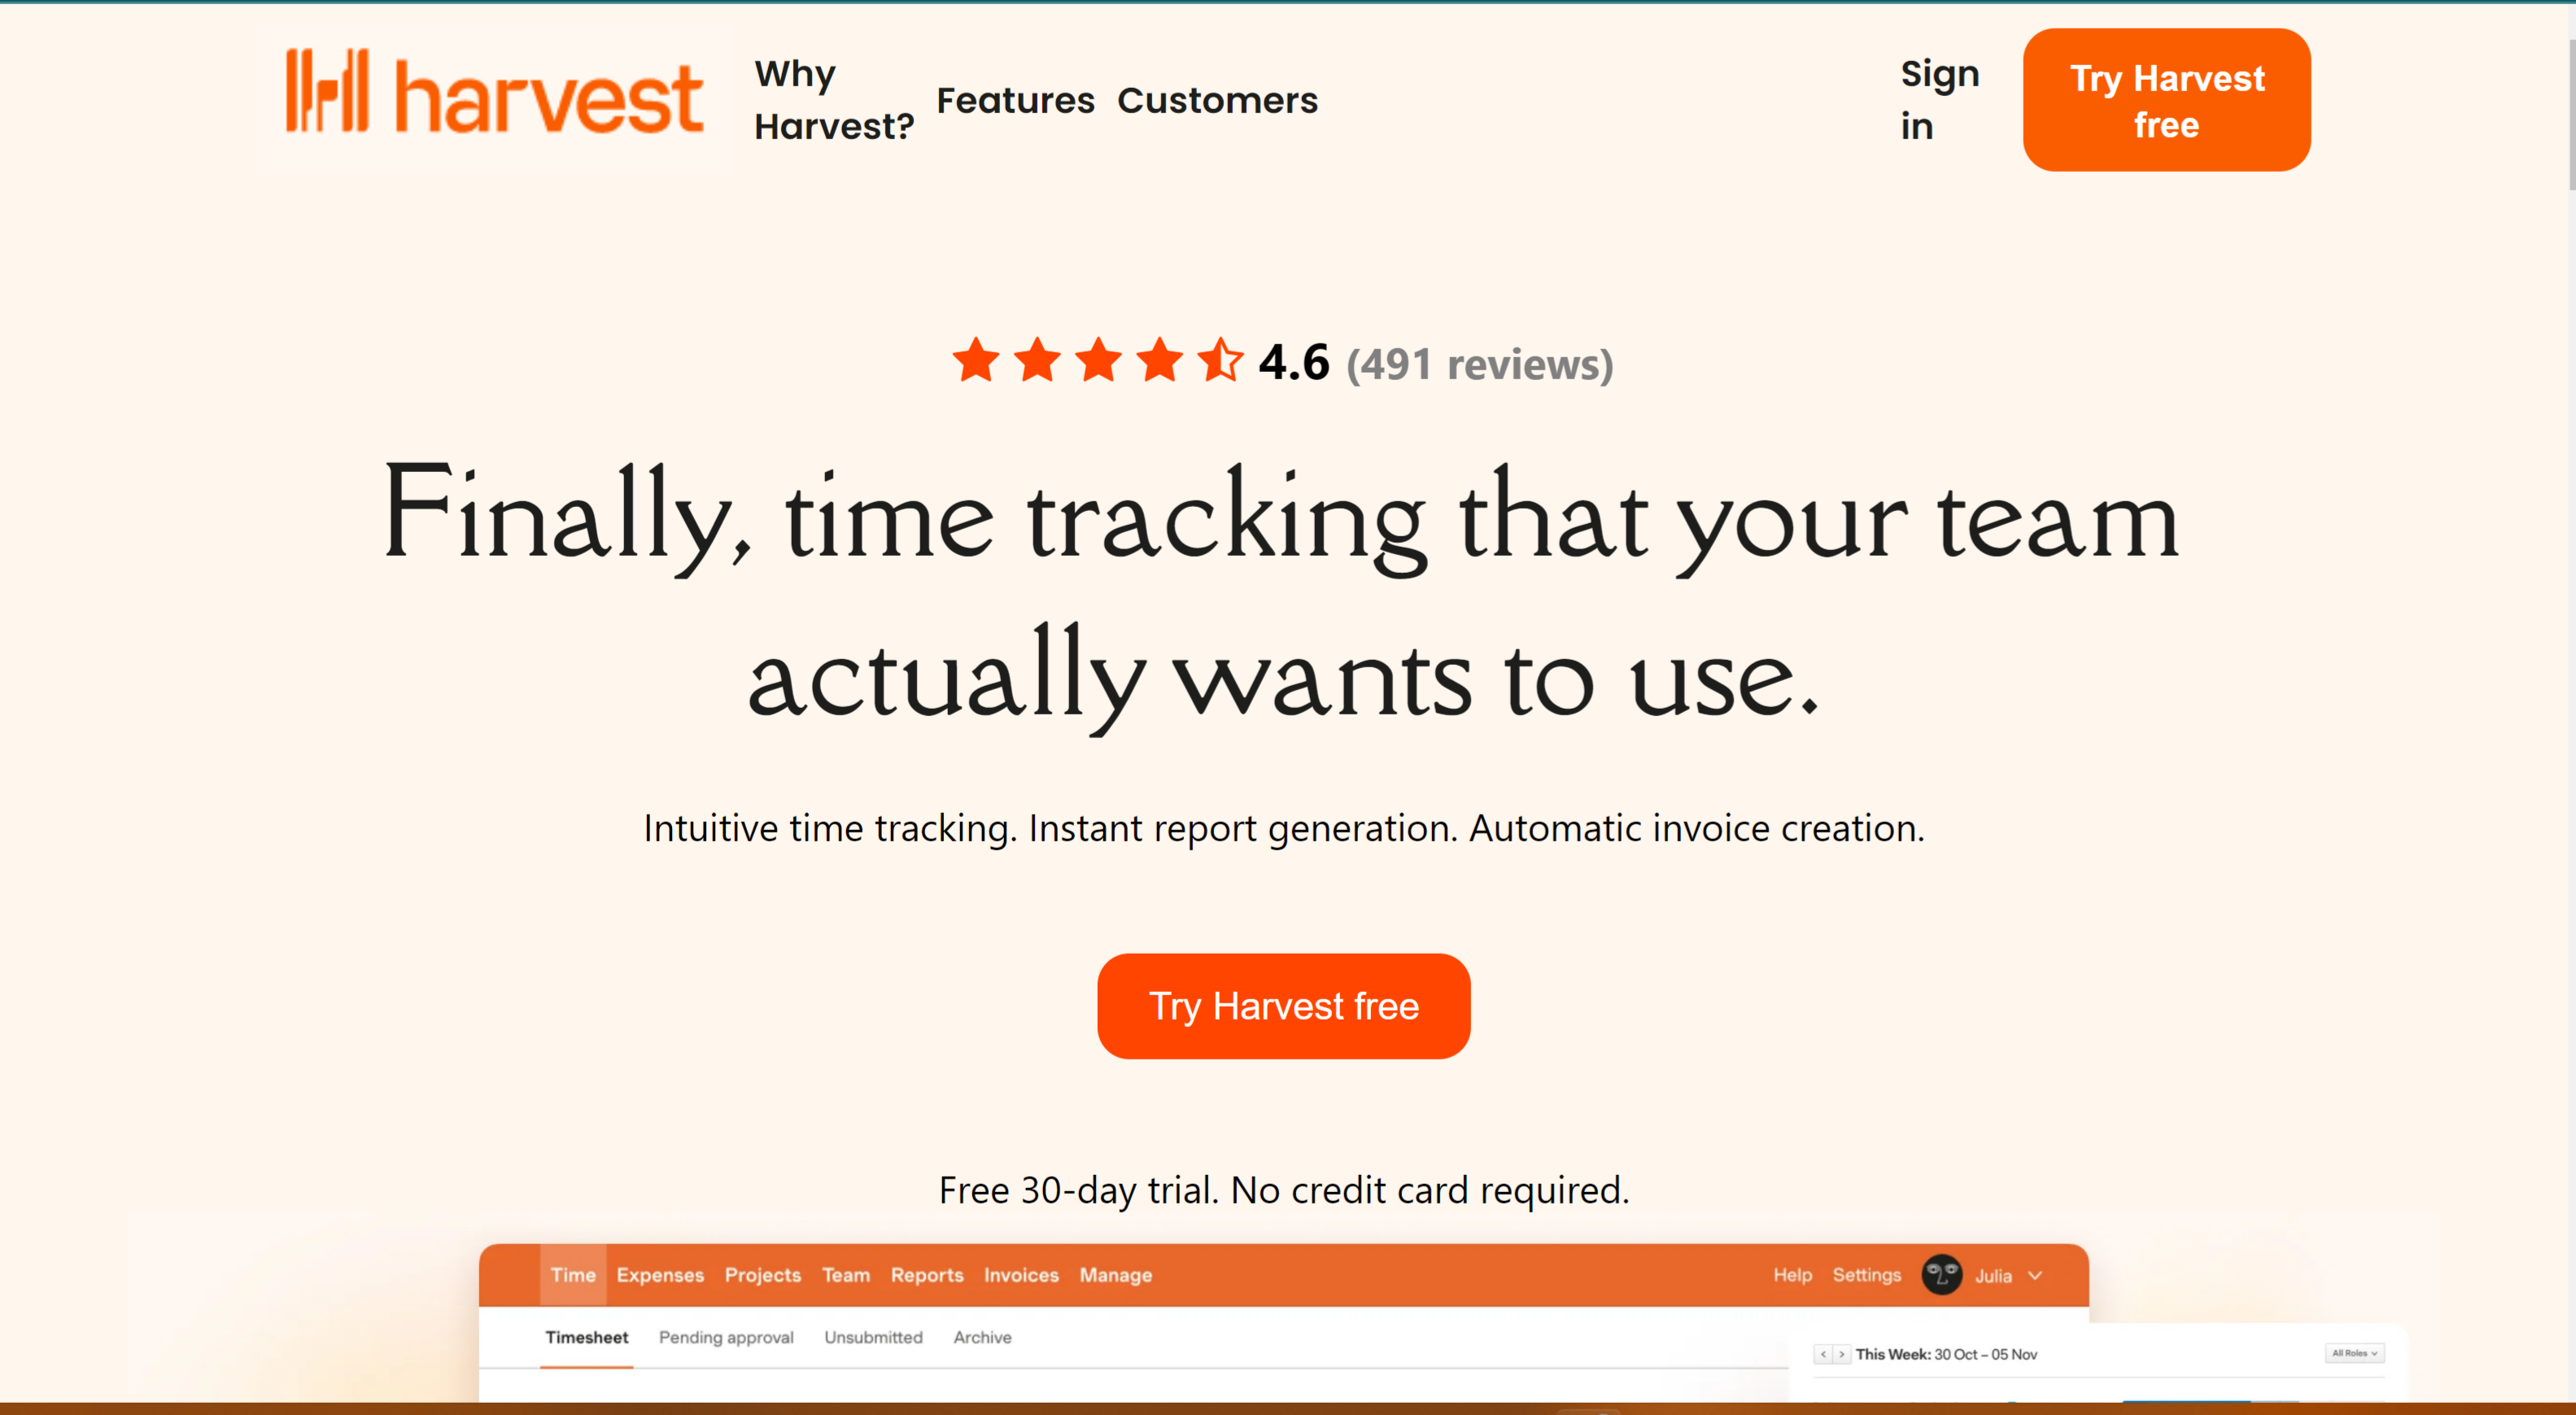 harvest
Why
Harvest?
Features
Customers
Sign
in
Try Harvest
free
4.6 (491 reviews)
Finally, time tracking that your team
actually wants to use.
Intuitive time tracking. Instant report generation. Automatic invoice creation.
Try Harvest free
Free 30-day trial. No credit card required.
Time Expenses Projects Team Reports Invoices Manage
Help Settings Julia
Timesheet Pending approval Unsubmitted Archive
This Week: 30 Oct – 05 Nov
All Roles